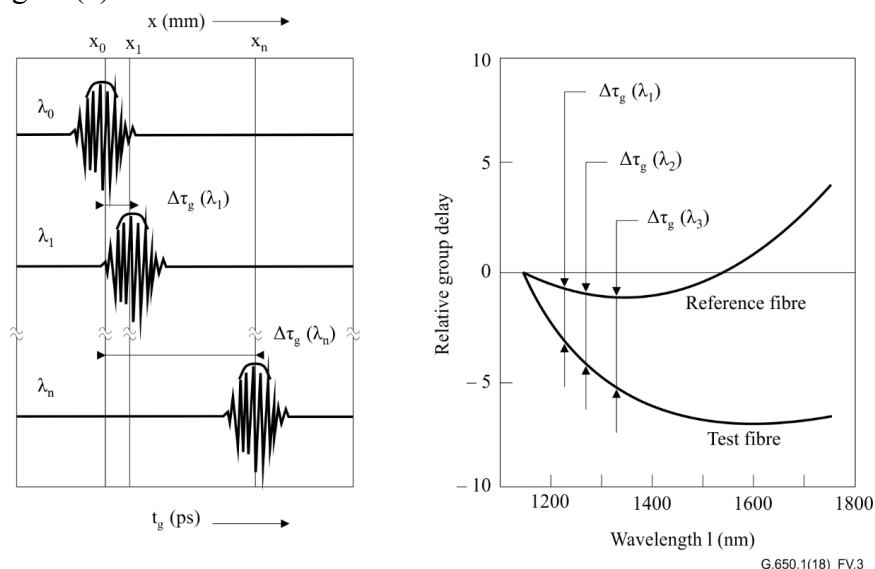 x (mm)
x0 x1 xn
λ0
Δτg (λ1)
λ1
Δτg (λn)
λn
tg (ps)
10
5
0
– 5
– 10
Relative group delay
Δτg (λ1)
Δτg (λ2)
Δτg (λ3)
Reference fibre
Test fibre
1200 1400 1600 1800
Wavelength l (nm)
G.650.1(18)_FV.3